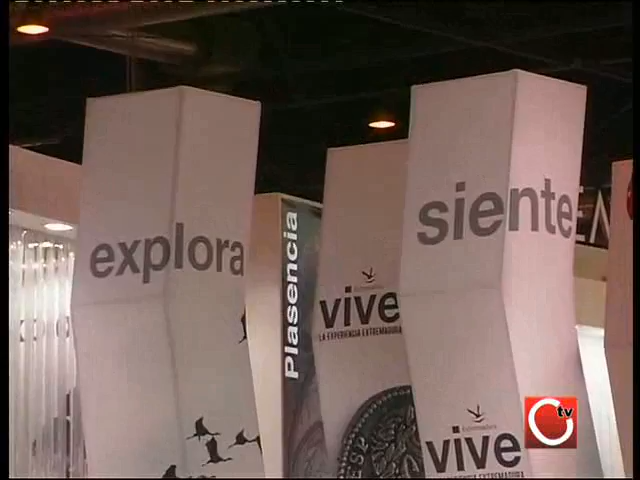 explora
Plasencia
vive
LA EXPERIENCIA EXTREMADURA
siente
vive
tv